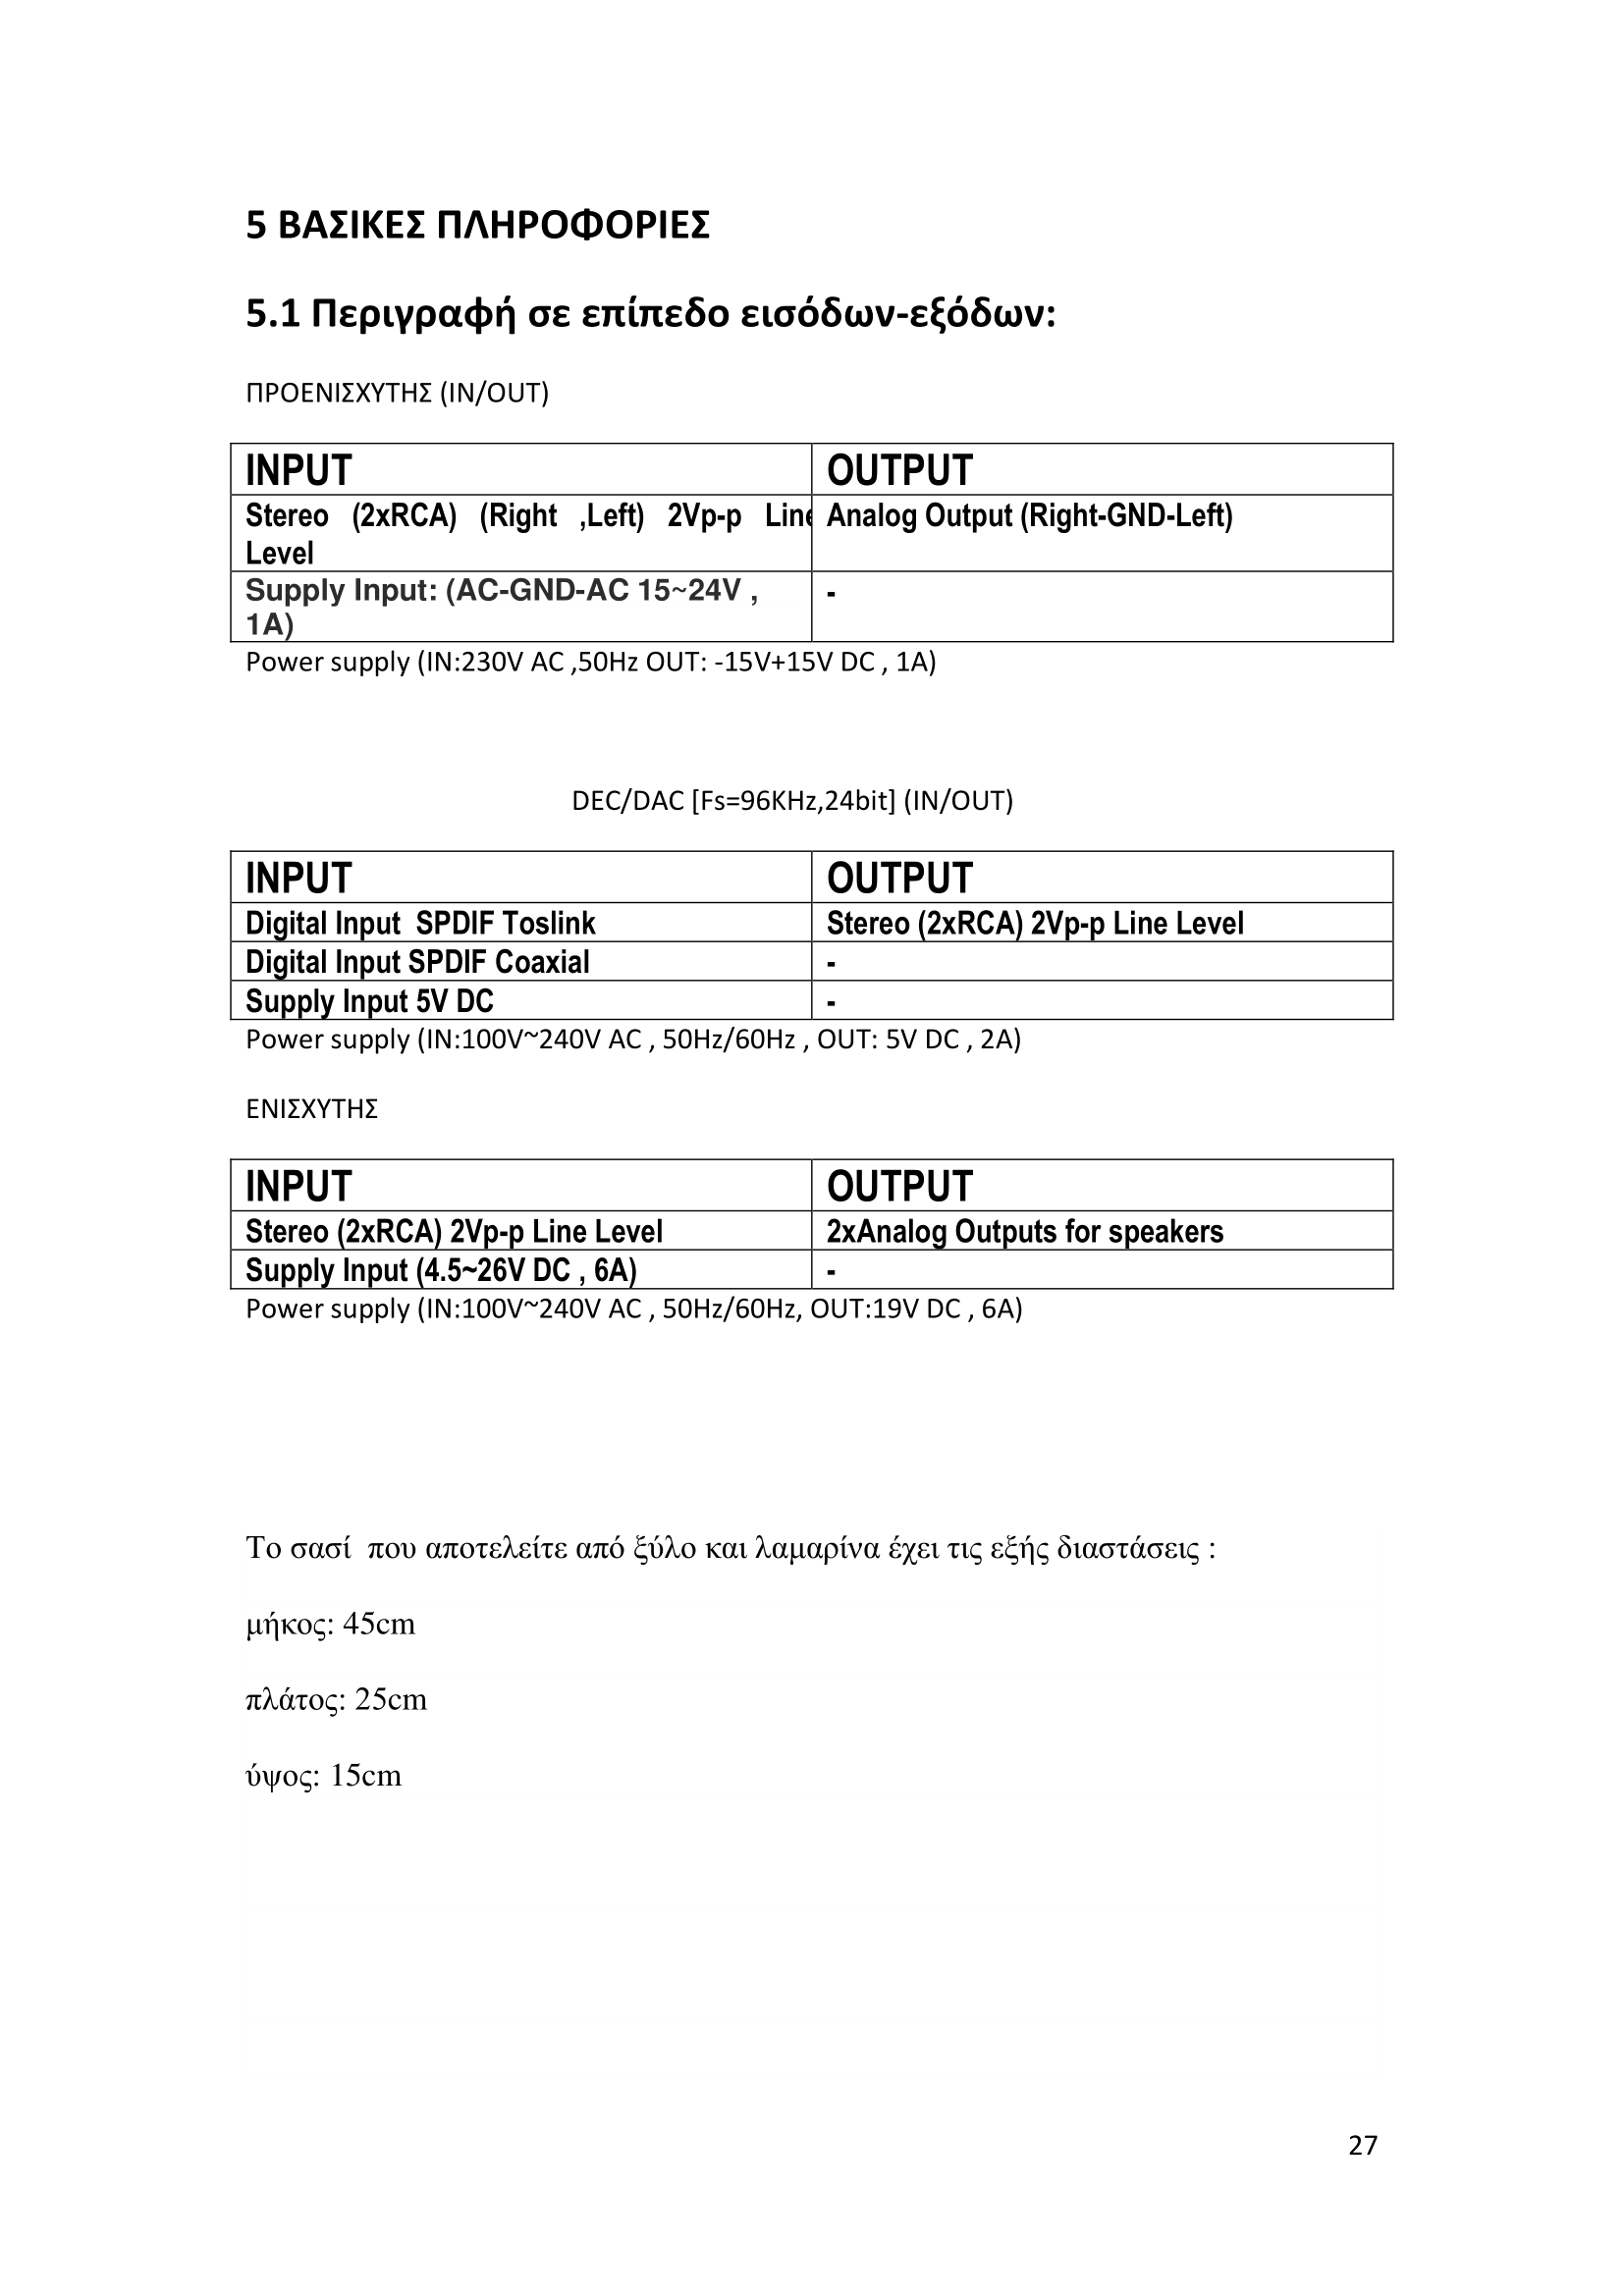 5 ΒΑΣΙΚΕΣ ΠΛΗΡΟΦΟΡΙΕΣ
5.1 Περιγραφή σε επίπεδο εισόδων-εξόδων:
ΠΡΟΕΝΙΣΧΥΤΗΣ (IN/OUT)
INPUT OUTPUT
Stereo (2xRCA) (Right ,Left) 2Vp-p Line Analog Output (Right-GND-Left)
Level
Supply Input: (AC-GND-AC 15~24V , -
1A)
Power supply (IN:230V AC ,50Hz OUT: -15V+15V DC , 1A)
DEC/DAC [Fs=96KHz,24bit] (IN/OUT)
INPUT OUTPUT
Digital Input SPDIF Toslink Stereo (2xRCA) 2Vp-p Line Level
Digital Input SPDIF Coaxial -
Supply Input 5V DC -
Power supply (IN:100V~240V AC , 50Hz/60Hz , OUT: 5V DC , 2A)
ΕΝΙΣΧΥΤΗΣ
INPUT OUTPUT
Stereo (2xRCA) 2Vp-p Line Level 2xAnalog Outputs for speakers
Supply Input (4.5~26V DC , 6A) -
Power supply (IN:100V~240V AC , 50Hz/60Hz, OUT:19V DC , 6A)
Το σασί που αποτελείτε από ξύλο και λαμαρίνα έχει τις εξής διαστάσεις :
μήκος: 45cm
πλάτος: 25cm
ύψος: 15cm
27